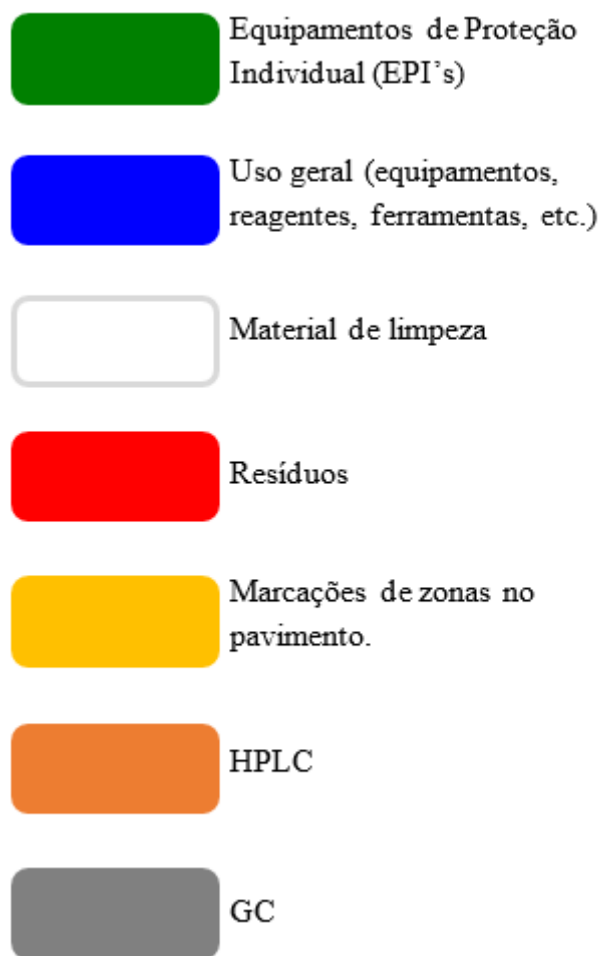 Equipamentos de Proteção
Individual (EPI’s)
Uso geral (equipamentos,
reagentes, ferramentas, etc.)
Material de limpeza
Resíduos
Marcações de zonas no
pavimento.
HPLC
GC